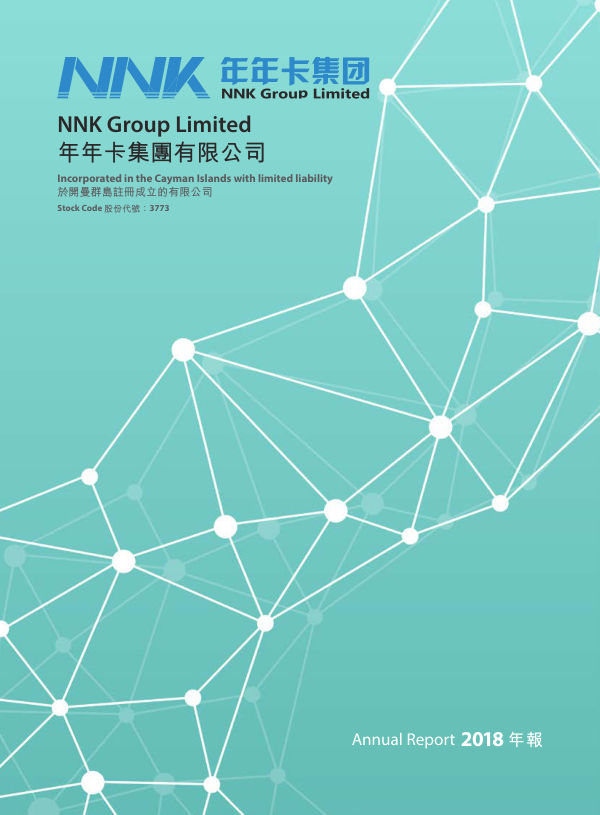 NNK 年年卡集团
NNK Group Limited
NNK Group Limited
年年卡集團有限公司
Incorporated in the Cayman Islands with limited liability
於開曼群島註冊成立的有限公司
Stock Code 股份代號：3773
Annual Report 2018 年報